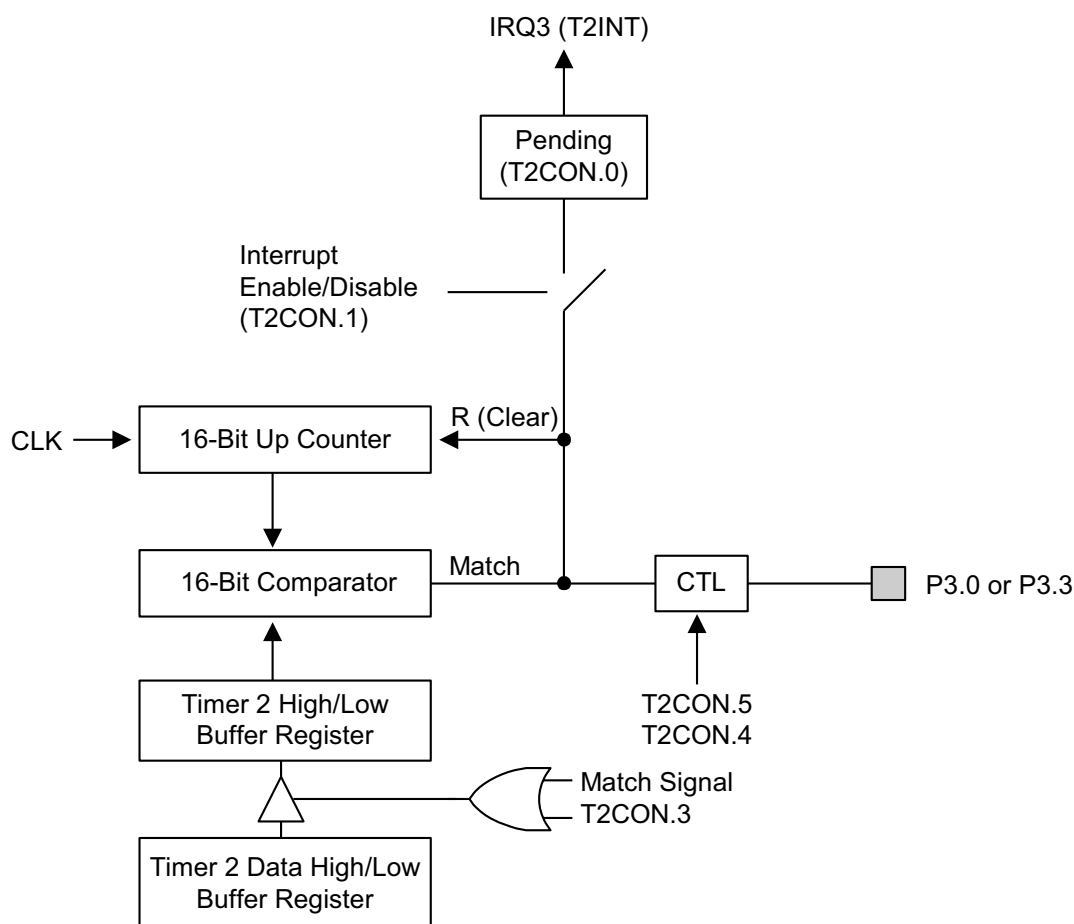 IRQ3 (T2INT)
Pending
(T2CON.0)
Interrupt
Enable/Disable
(T2CON.1)
R (Clear)
CLK
16-Bit Up Counter
16-Bit Comparator
Match
CTL
P3.0 or P3.3
Timer 2 High/Low
Buffer Register
T2CON.5
T2CON.4
Match Signal
T2CON.3
Timer 2 Data High/Low
Buffer Register